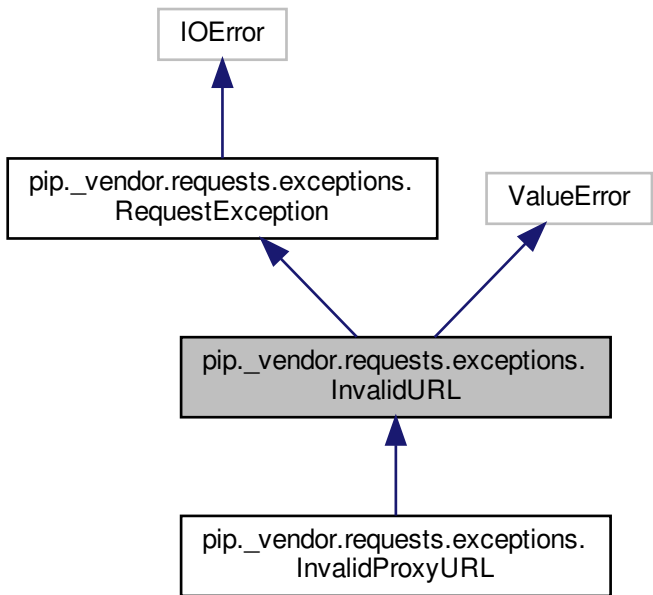 IOError
pip._vendor.requests.exceptions.
RequestException
ValueError
pip._vendor.requests.exceptions.
InvalidURL
pip._vendor.requests.exceptions.
InvalidProxyURL